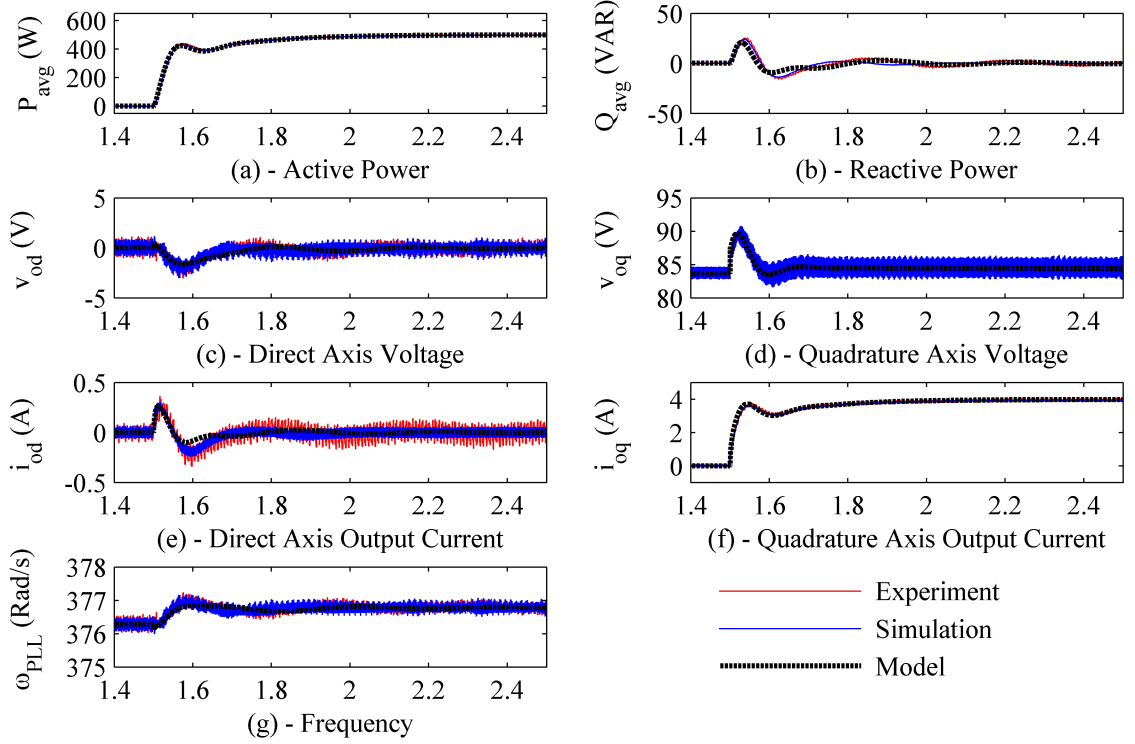 P_avg (W)
600
400
200
0
1.4 1.6 1.8 2 2.2 2.4
(a) - Active Power
Q_avg (VAR)
50
0
-50
1.4 1.6 1.8 2 2.2 2.4
(b) - Reactive Power
v_od (V)
5
0
-5
1.4 1.6 1.8 2 2.2 2.4
(c) - Direct Axis Voltage
v_oq (V)
95
90
85
80
1.4 1.6 1.8 2 2.2 2.4
(d) - Quadrature Axis Voltage
i_od (A)
0.5
0
-0.5
1.4 1.6 1.8 2 2.2 2.4
(e) - Direct Axis Output Current
i_oq (A)
4
2
0
1.4 1.6 1.8 2 2.2 2.4
(f) - Quadrature Axis Output Current
ω_PLL (Rad/s)
378
377
376
375
1.4 1.6 1.8 2 2.2 2.4
(g) - Frequency
Experiment
Simulation
Model